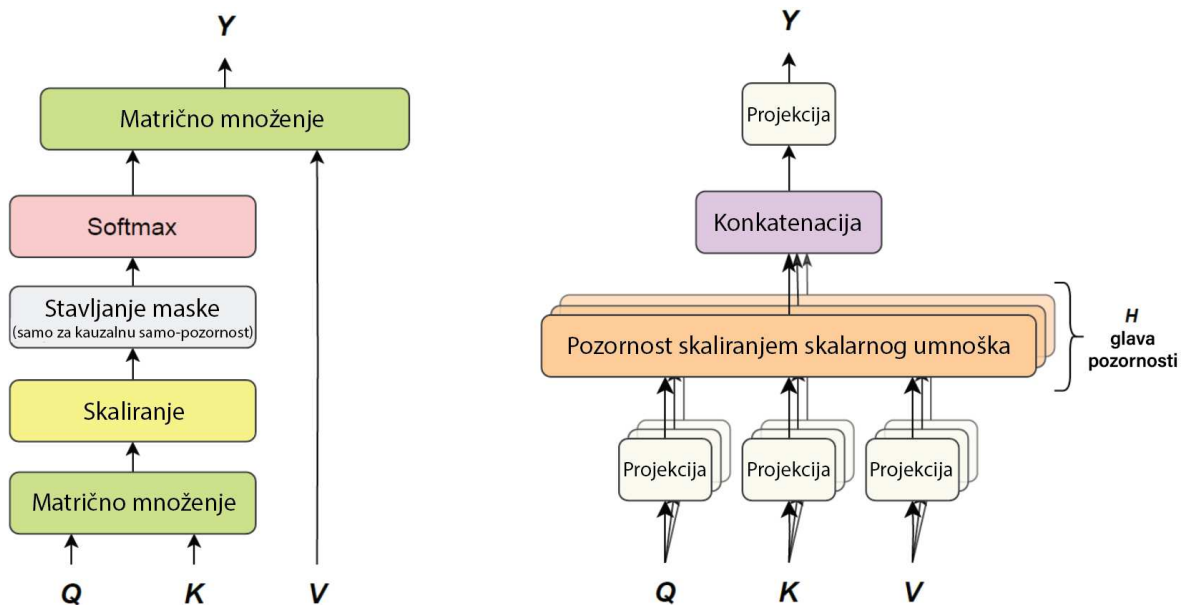 Y
Matrično množenje
Softmax
Stavljanje maske
(samo za kauzalnu samo-pozornost)
Skaliranje
Matrično množenje
Q K V
Y
Projekcija
Konkatenacija
Pozornost skaliranjem skalarnog umnoška
H
glava
pozornosti
Projekcija Projekcija Projekcija
Q K V